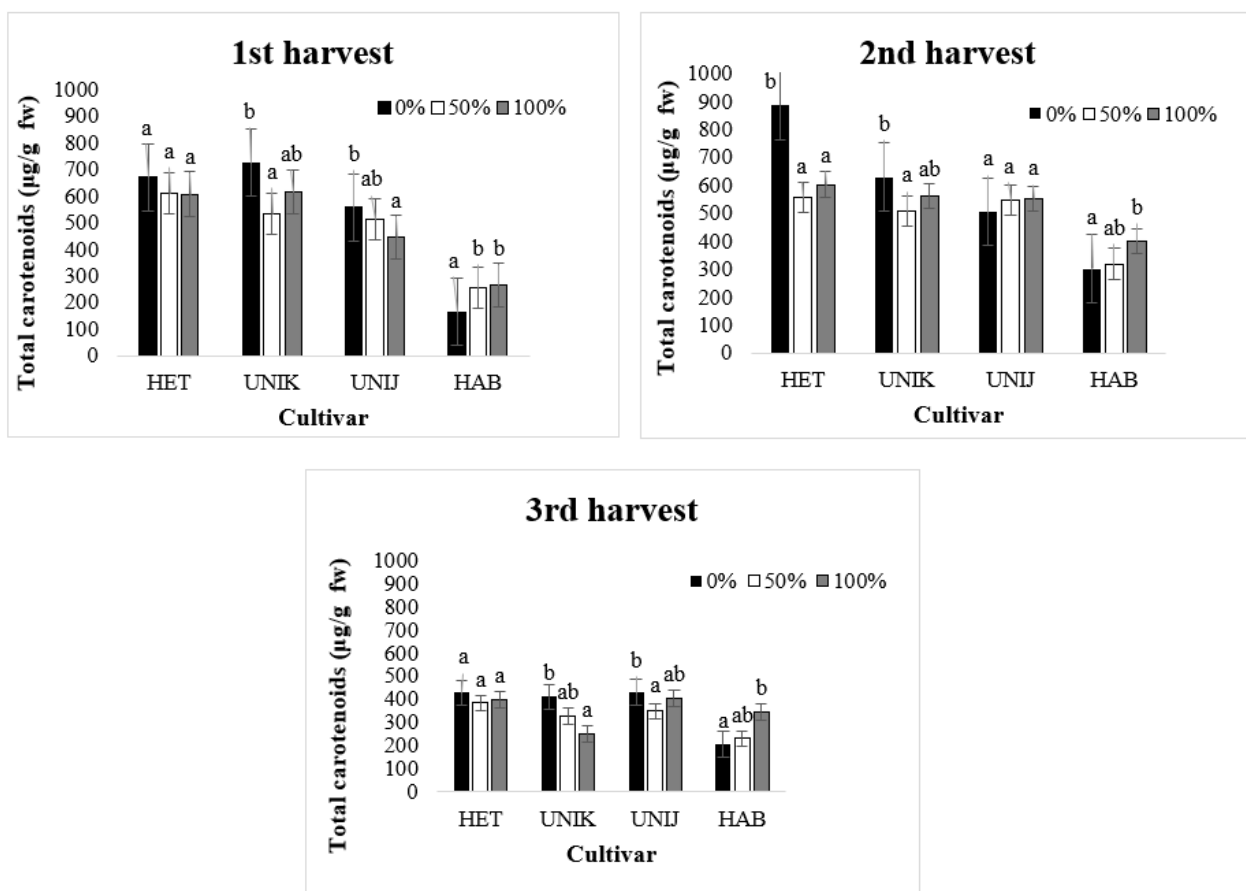 1st harvest
Total carotenoids (µg/g fw)
1000
900
800
700
600
500
400
300
200
100
0
0% 50% 100%
a a a b a ab b ab a a b b
HET UNIK UNIJ HAB
Cultivar
2nd harvest
Total carotenoids (µg/g fw)
1000
900
800
700
600
500
400
300
200
100
0
0% 50% 100%
b a a b a ab a a a a ab b
HET UNIK UNIJ HAB
Cultivar
3rd harvest
Total carotenoids (µg/g fw)
1000
900
800
700
600
500
400
300
200
100
0
0% 50% 100%
a a a b ab a b a ab a ab b
HET UNIK UNIJ HAB
Cultivar